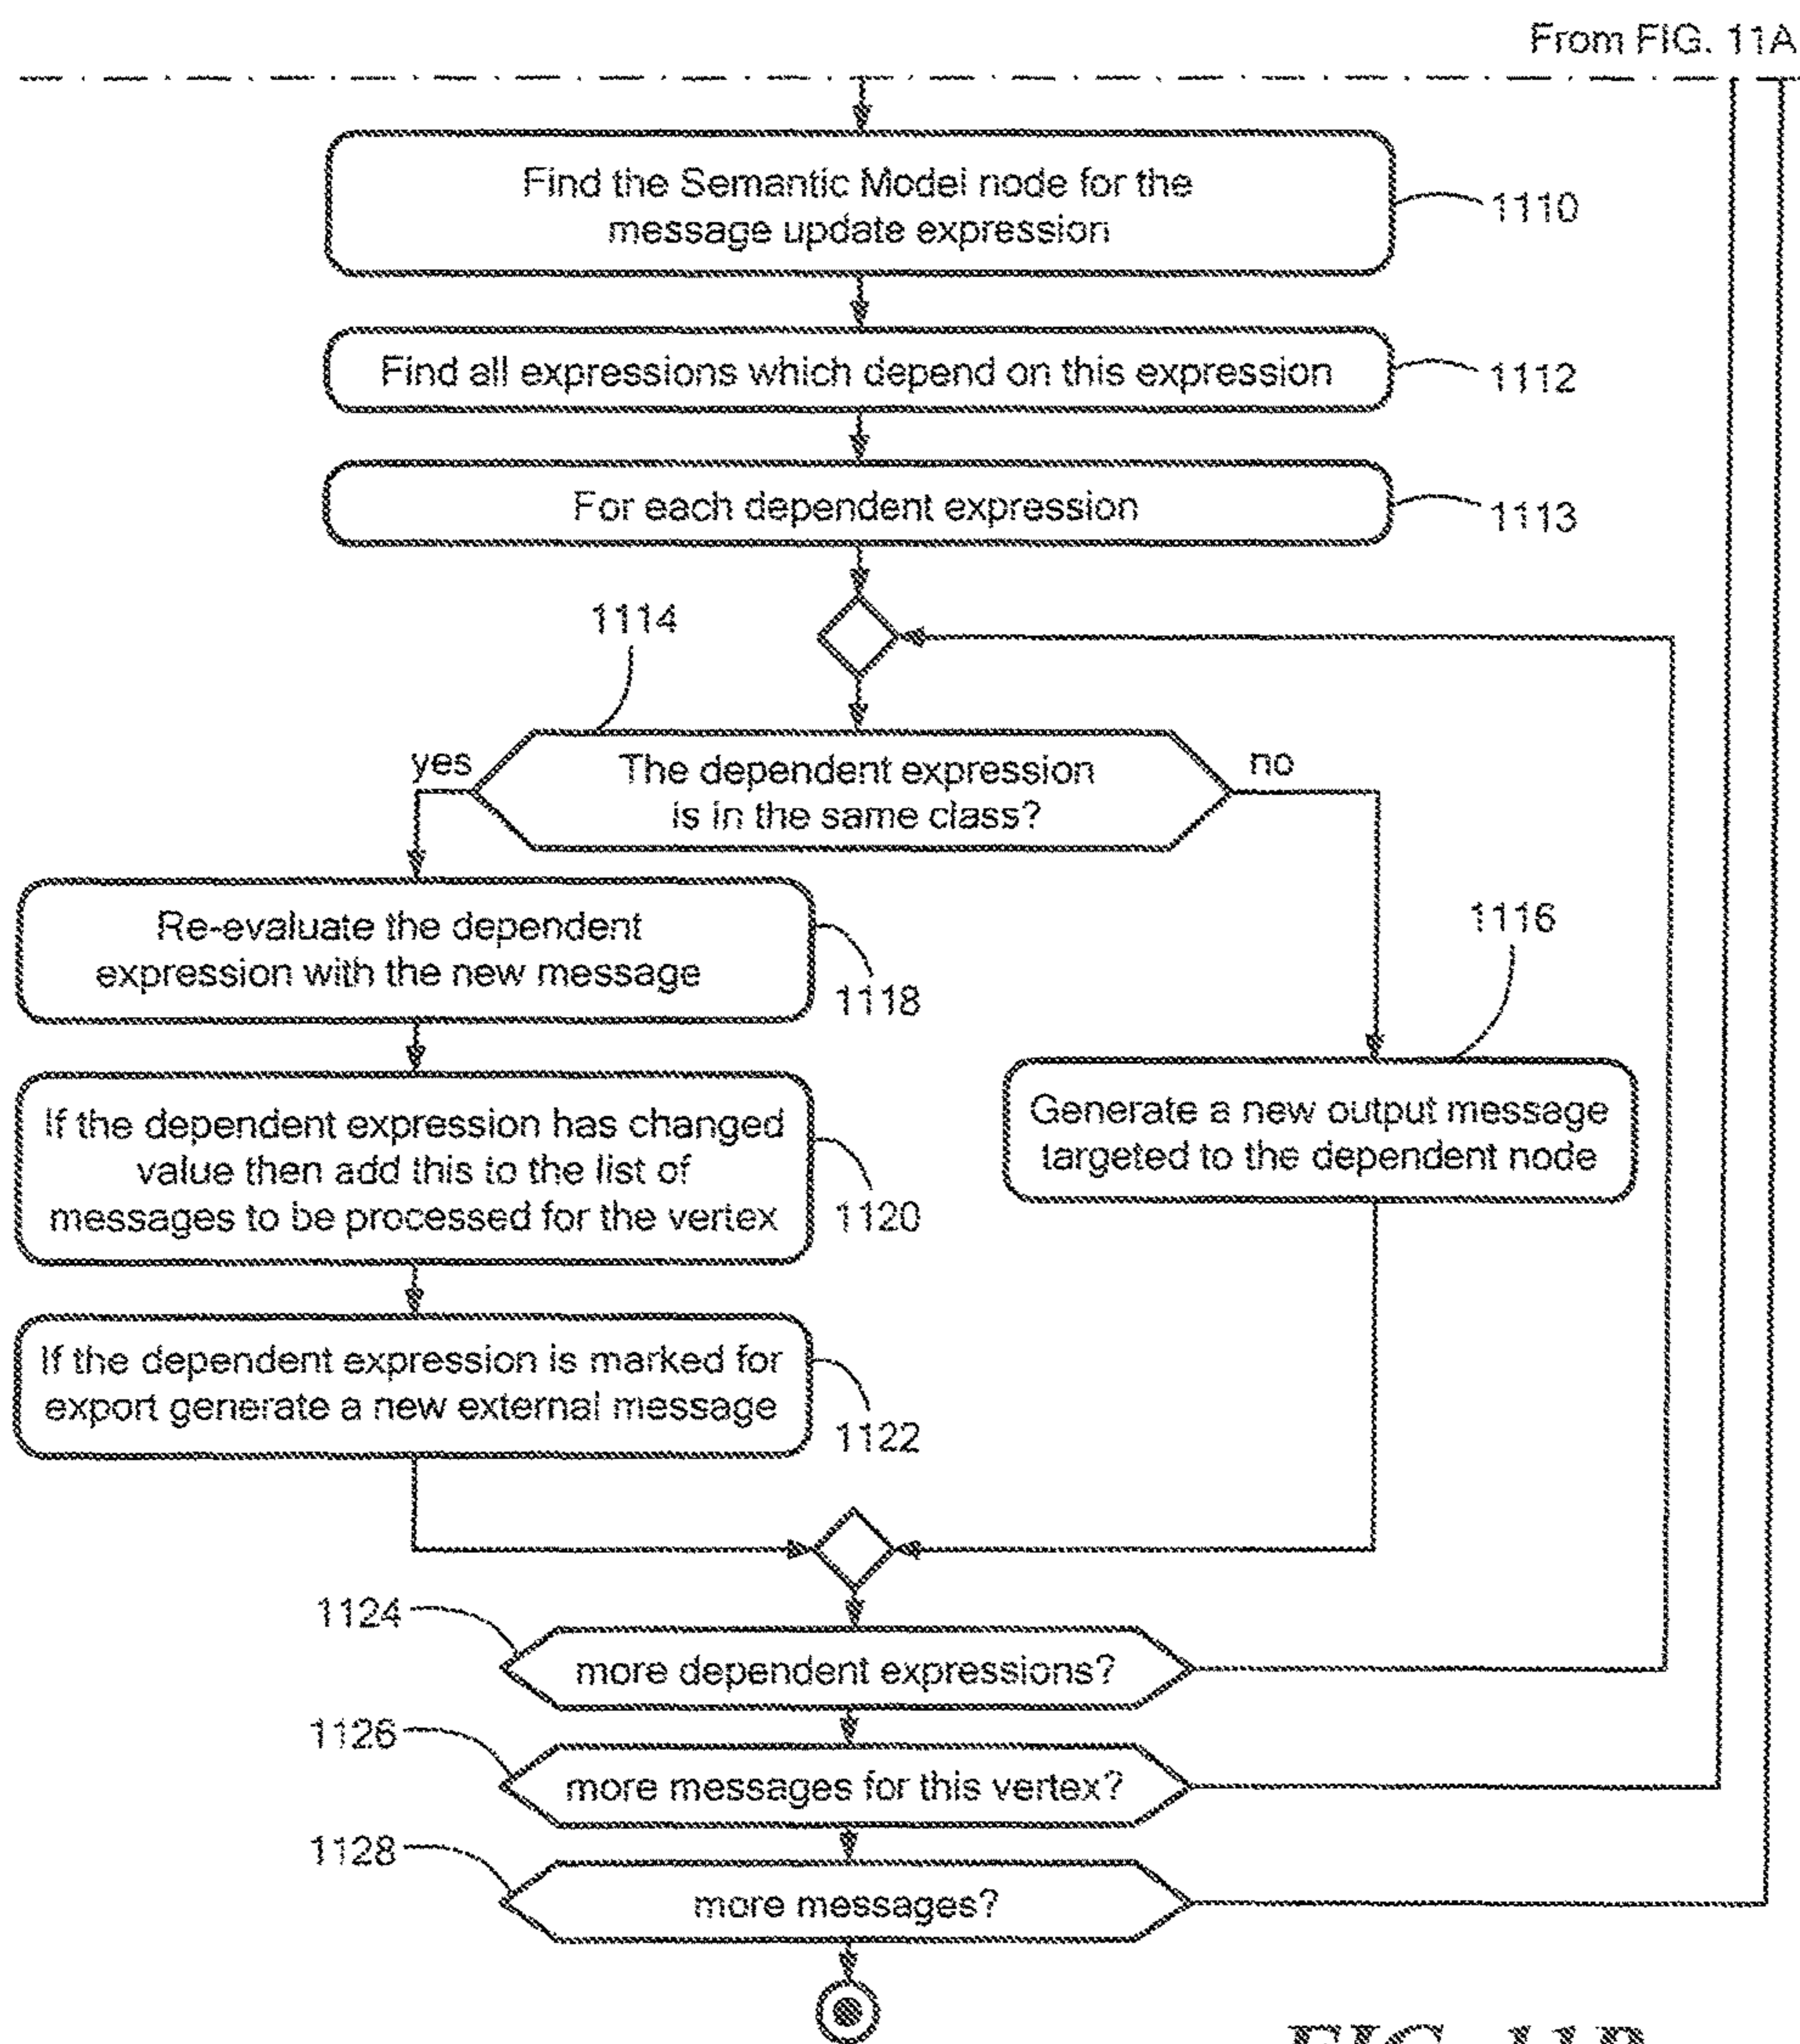 From FIG. 11A
Find the Semantic Model node for the
message update expression
1110
Find all expressions which depend on this expression
1112
For each dependent expression
1113
1114
yes
The dependent expression
is in the same class?
no
Re-evaluate the dependent
expression with the new message
1118
1116
Generate a new output message
targeted to the dependent node
If the dependent expression has changed
value then add this to the list of
messages to be processed for the vertex
1120
If the dependent expression is marked for
export generate a new external message
1122
1124
more dependent expressions?
1126
more messages for this vertex?
1128
more messages?
FIG. 11B